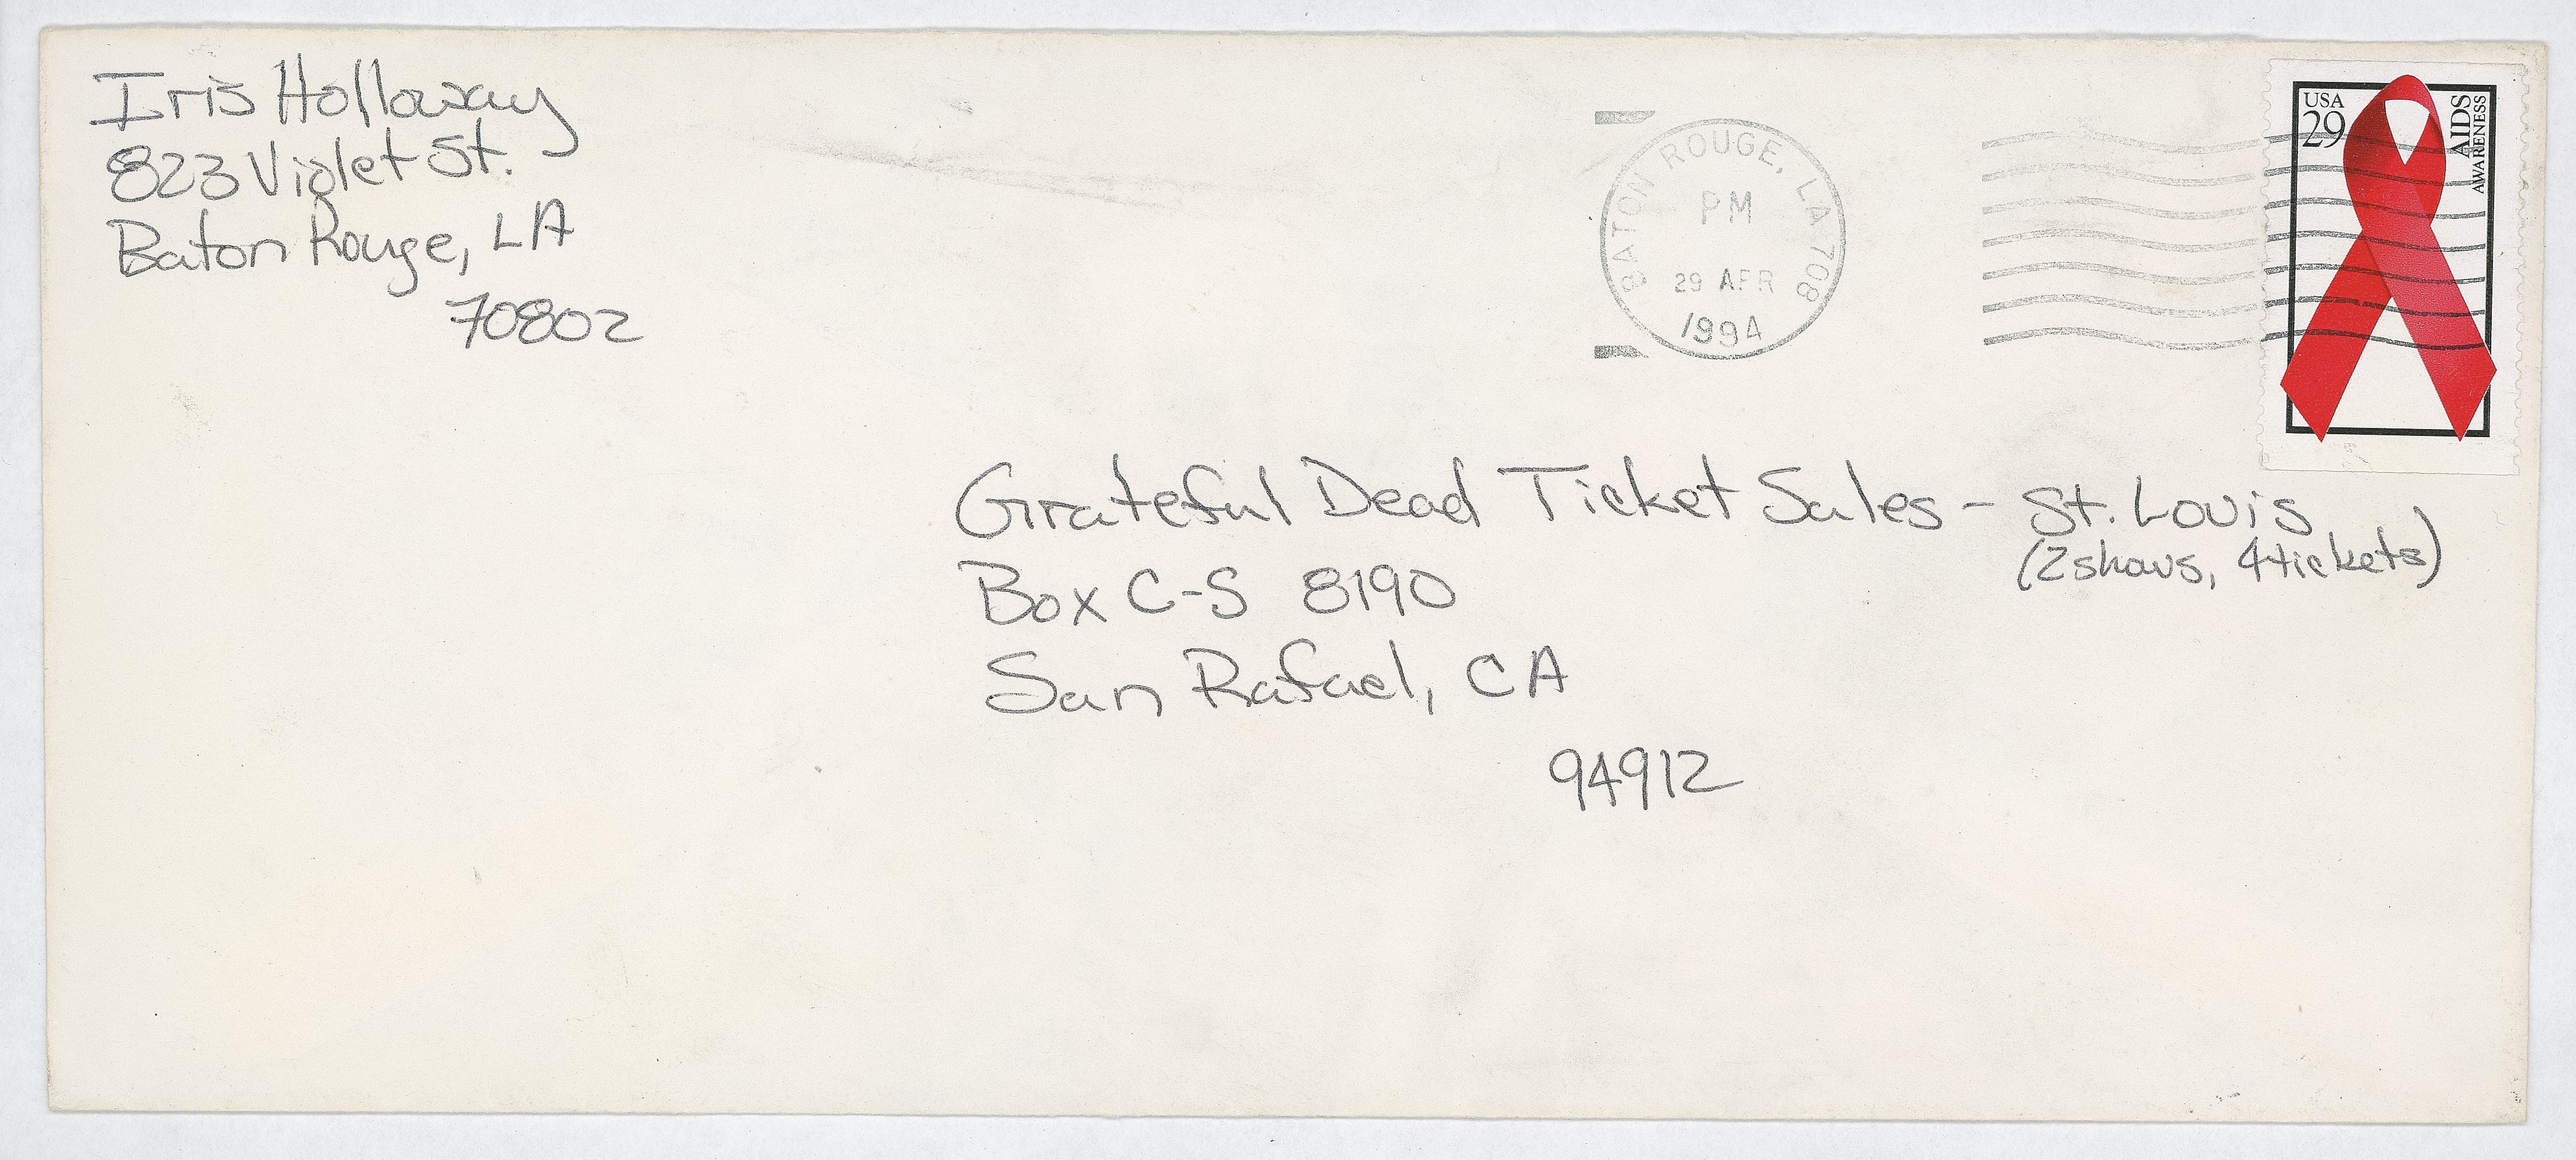 Iris Holloway
823 Violet St.
Baton Rouge, LA
70802
BATON ROUGE, LA 708
PM
29 APR
1994
USA
29
AIDS
AWARENESS
Grateful Dead Ticket Sales - St. Louis
(2 shows, 4 tickets)
Box C-S 8190
San Rafael, CA
94912